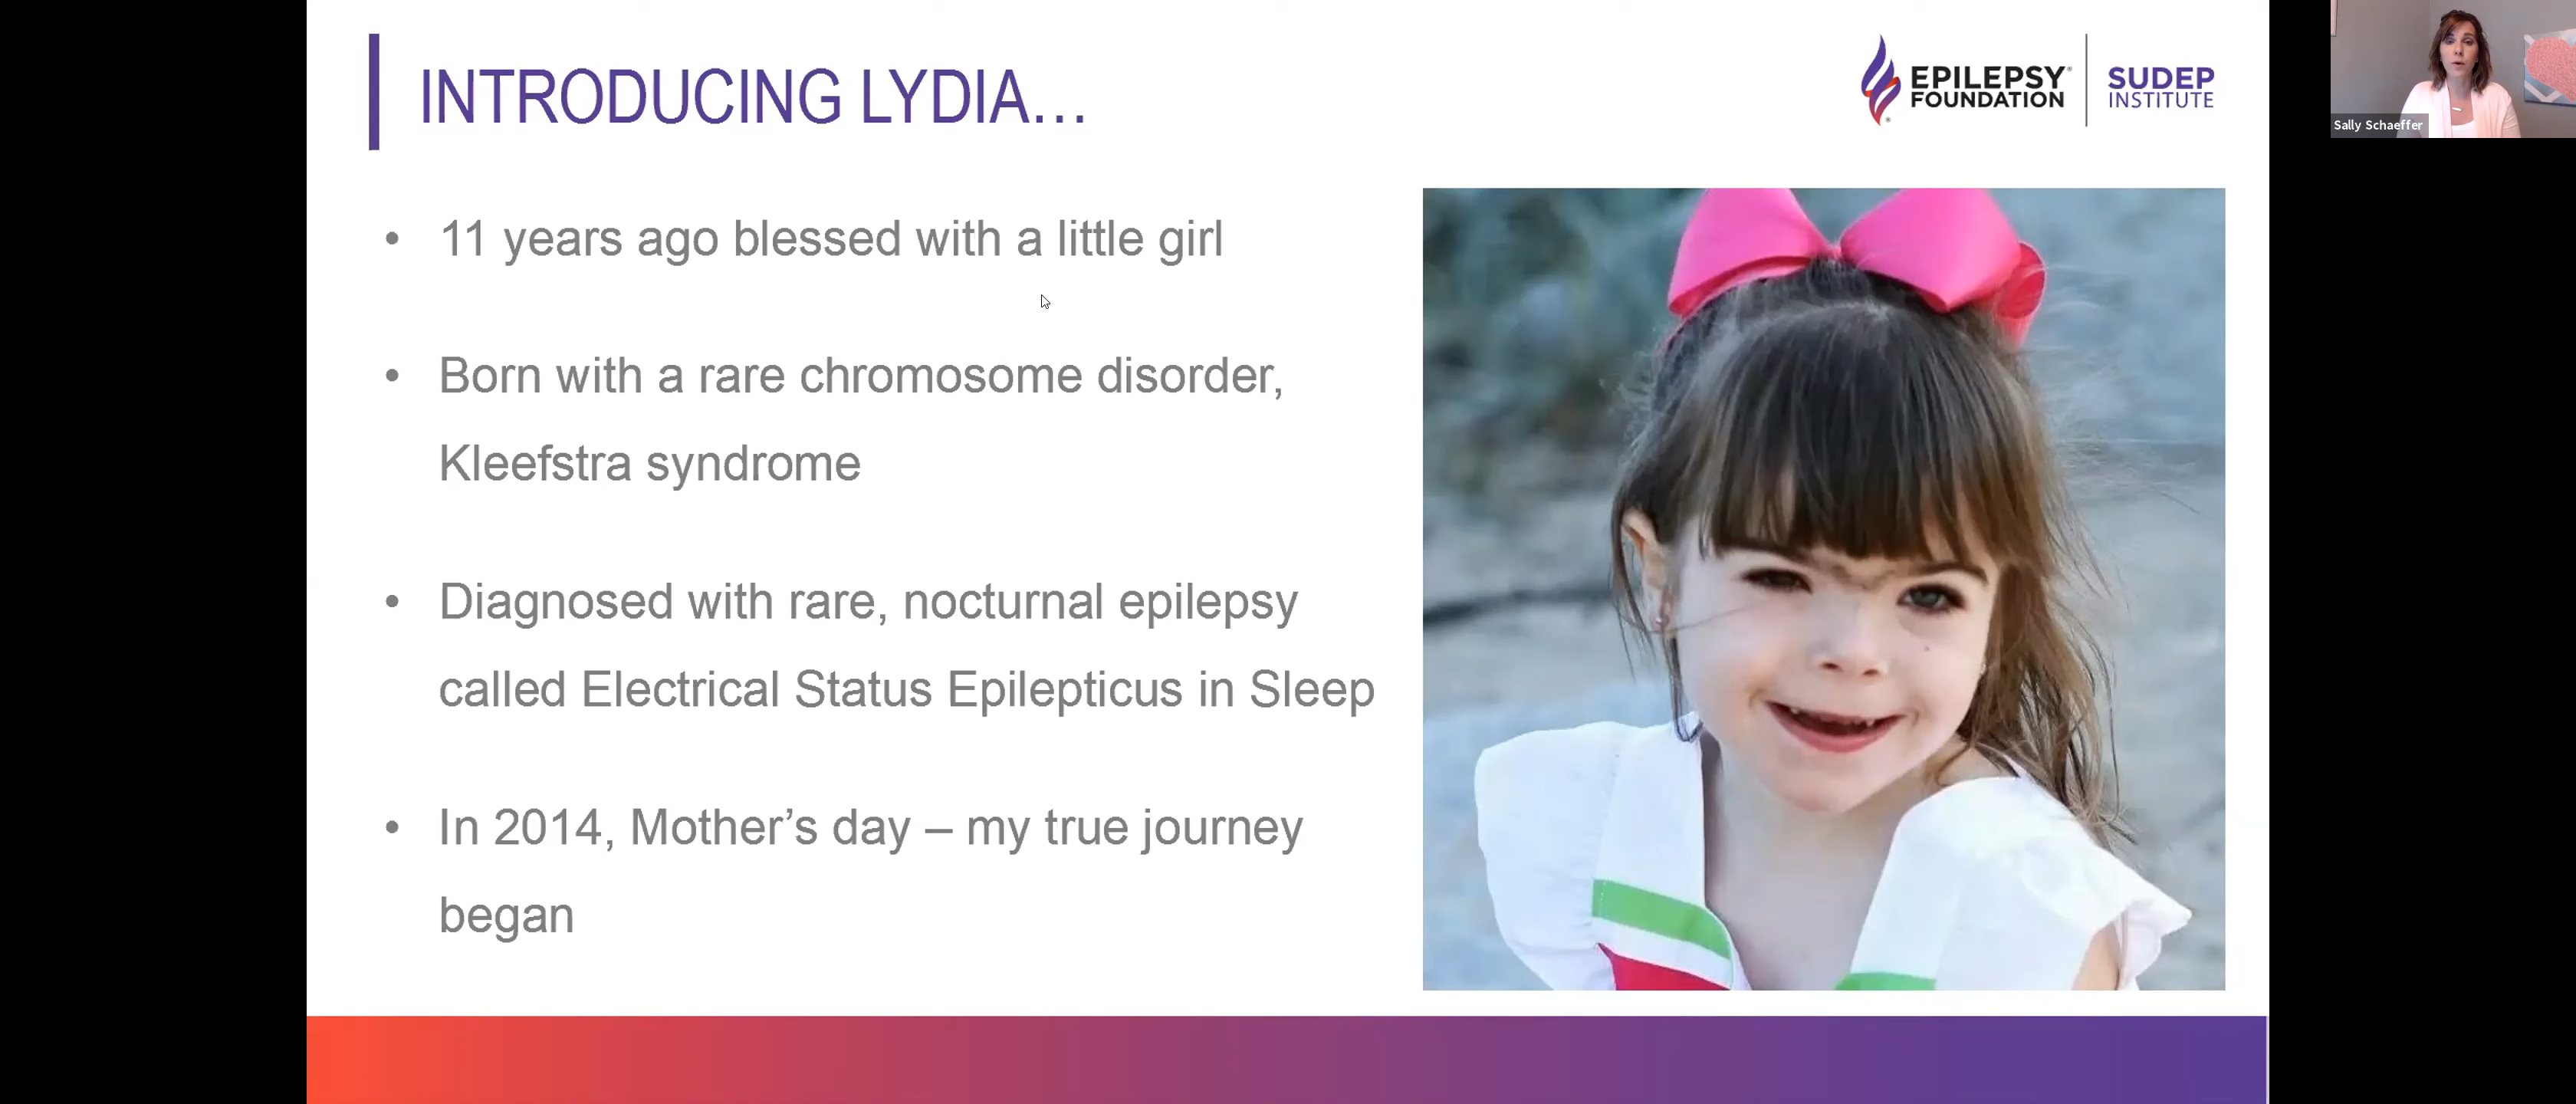 INTRODUCING LYDIA…
EPILEPSY
FOUNDATION
SUDEP
INSTITUTE
Sally Schaeffer
• 11 years ago blessed with a little girl
• Born with a rare chromosome disorder,
Kleefstra syndrome
• Diagnosed with rare, nocturnal epilepsy
called Electrical Status Epilepticus in Sleep
• In 2014, Mother’s day – my true journey
began